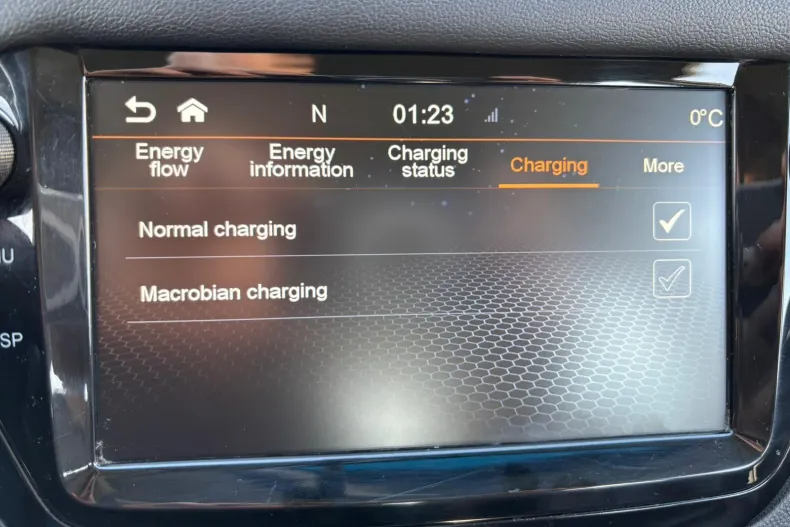 N 01:23 0°C
Energy flow
Energy information
Charging status
Charging
More
Normal charging
Macrobian charging